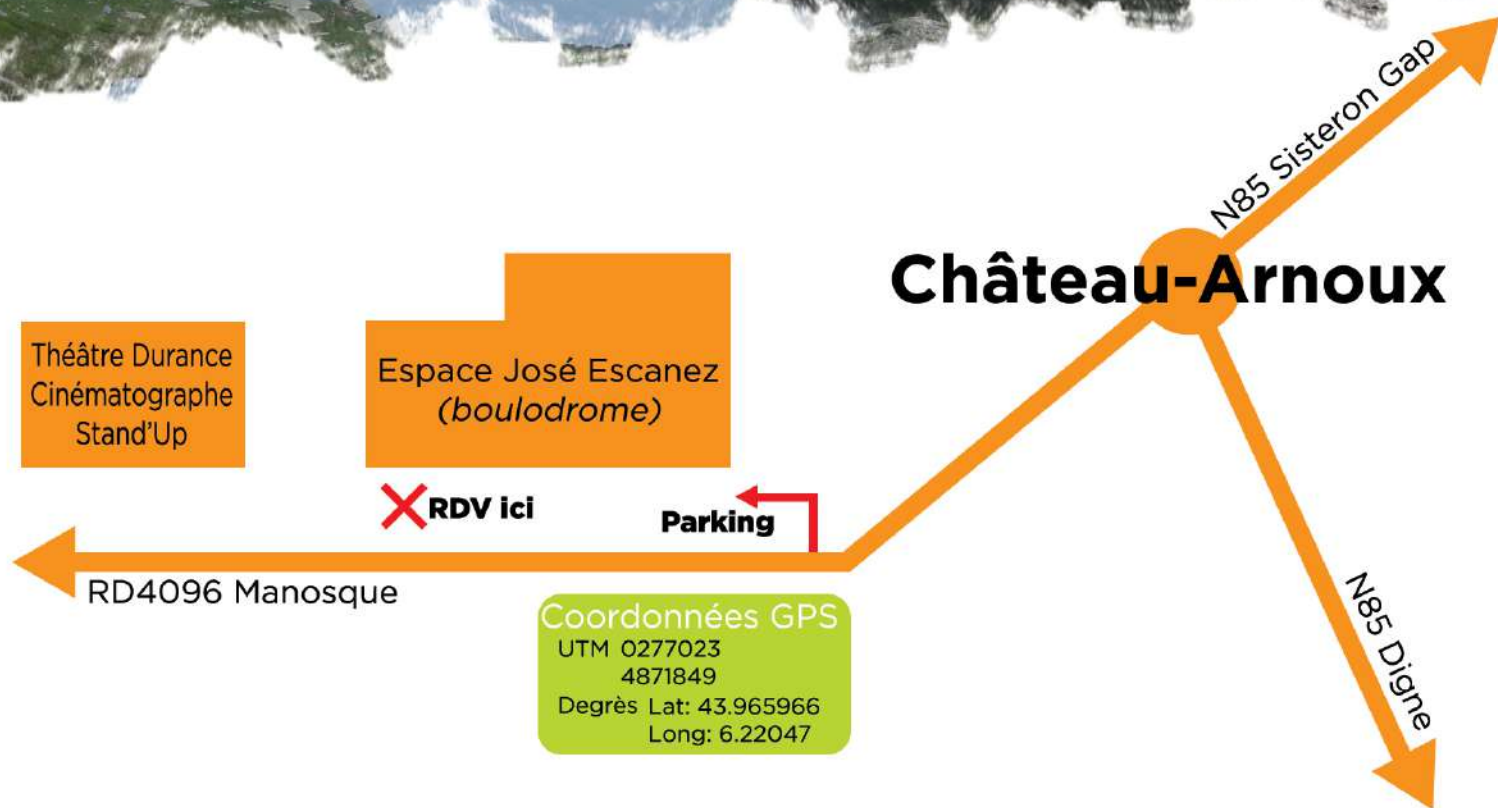 N85 Sisteron Gap
Château-Arnoux
Théâtre Durance
Cinématographe
Stand'Up
Espace José Escanez
(boulodrome)
RDV ici
Parking
RD4096 Manosque
N85 Digne
Coordonnées GPS
UTM 0277023
4871849
Degrès Lat: 43.965966
Long: 6.22047